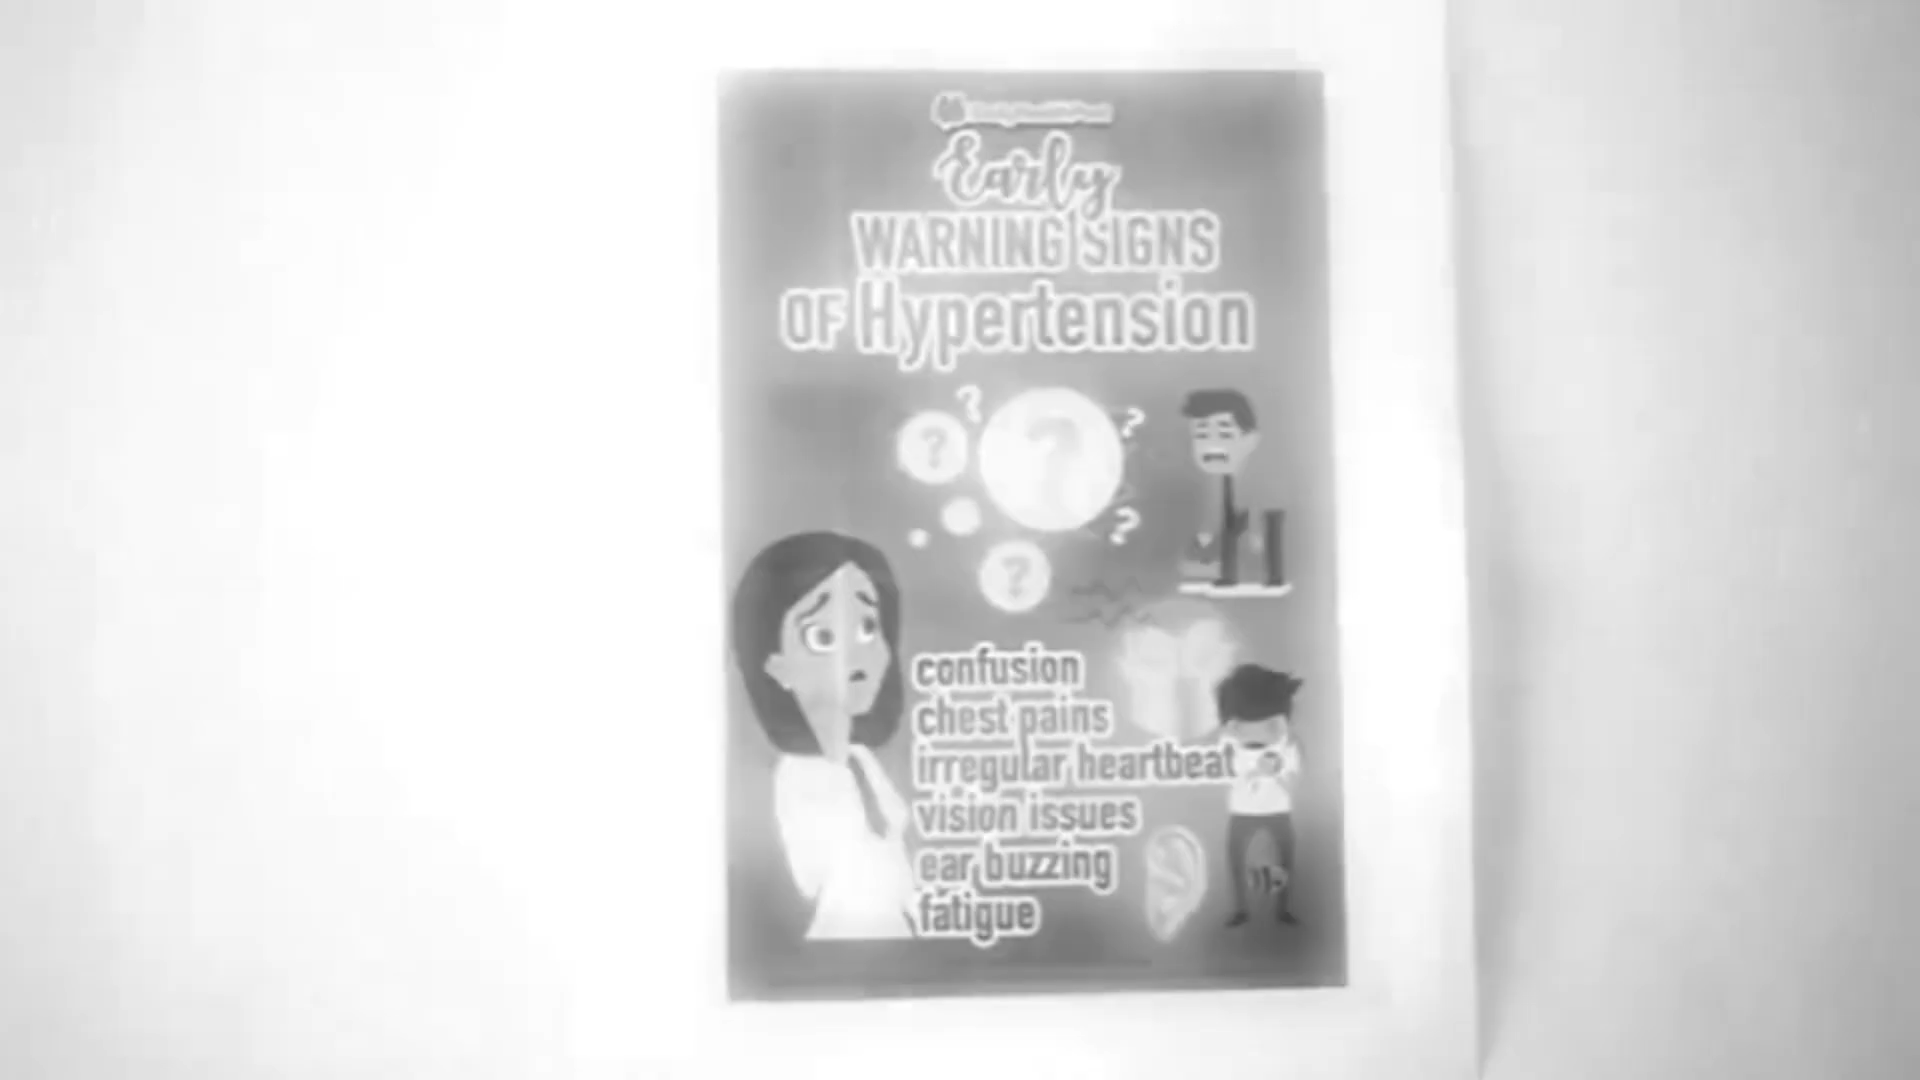 Early
WARNING SIGNS
OF Hypertension
?
?
?
?
?
?
confusion
chest pains
irregular heartbeat
vision issues
ear buzzing
fatigue